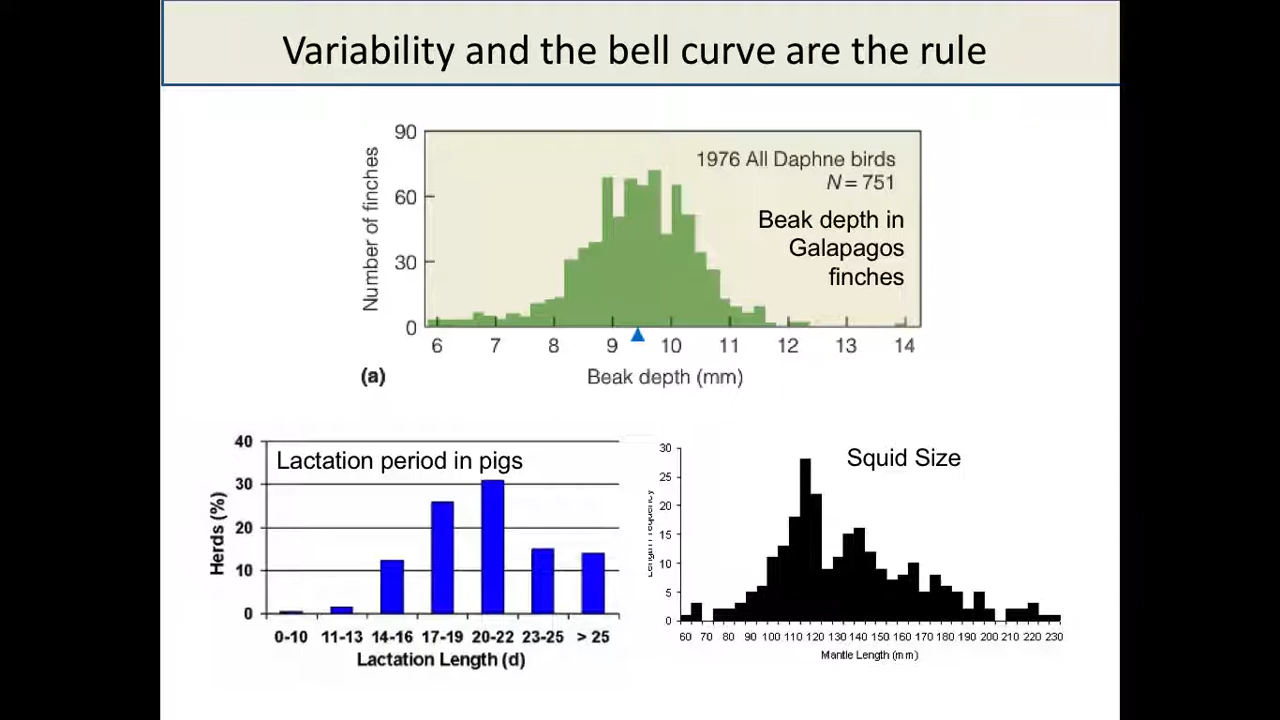 Variability and the bell curve are the rule
90
60
30
0
Number of finches
1976 All Daphne birds
N = 751
Beak depth in
Galapagos
finches
6 7 8 9 10 11 12 13 14
(a)
Beak depth (mm)
40
30
20
10
0
Herds (%)
Lactation period in pigs
0-10 11-13 14-16 17-19 20-22 23-25 > 25
Lactation Length (d)
30
25
20
15
10
5
0
Squid Size
60 70 80 90 100 110 120 130 140 150 160 170 180 190 200 210 220 230
Mantle Length (mm)